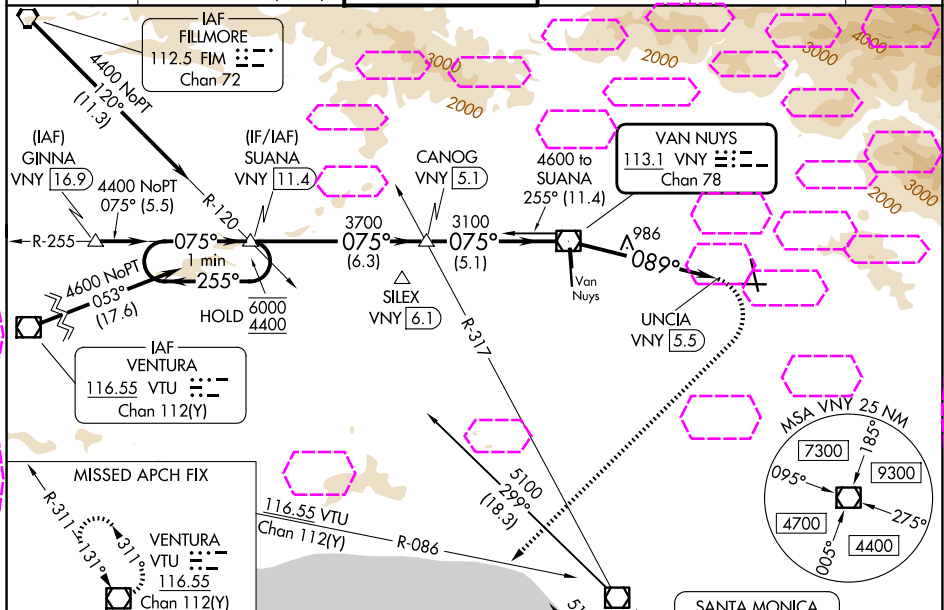 IAF
FILLMORE
112.5 FIM
Chan 72
4400 NoPT
120°
(11.3)
R-120
3000
2000
2000
3000
4000
2000
3000
(IAF)
GINNA
VNY 16.9
4400 NoPT
075° (5.5)
(IF/IAF)
SUANA
VNY 11.4
CANOG
VNY 5.1
4600 to
SUANA
255° (11.4)
VAN NUYS
113.1 VNY
Chan 78
R-255
075°
1 min
255°
3700
075°
(6.3)
3100
075°
(5.1)
986
089°
Van
Nuys
4600 NoPT
053°
(17.6)
HOLD
6000
4400
SILEX
VNY 6.1
R-317
UNCIA
VNY 5.5
IAF
VENTURA
116.55 VTU
Chan 112(Y)
5100
299°
(18.3)
MSA VNY 25 NM
7300
185°
9300
095°
275°
4700
4400
005°
MISSED APCH FIX
R-311
131°
311°
VENTURA
VTU
116.55
Chan 112(Y)
116.55 VTU
Chan 112(Y)
R-086
SANTA MONICA